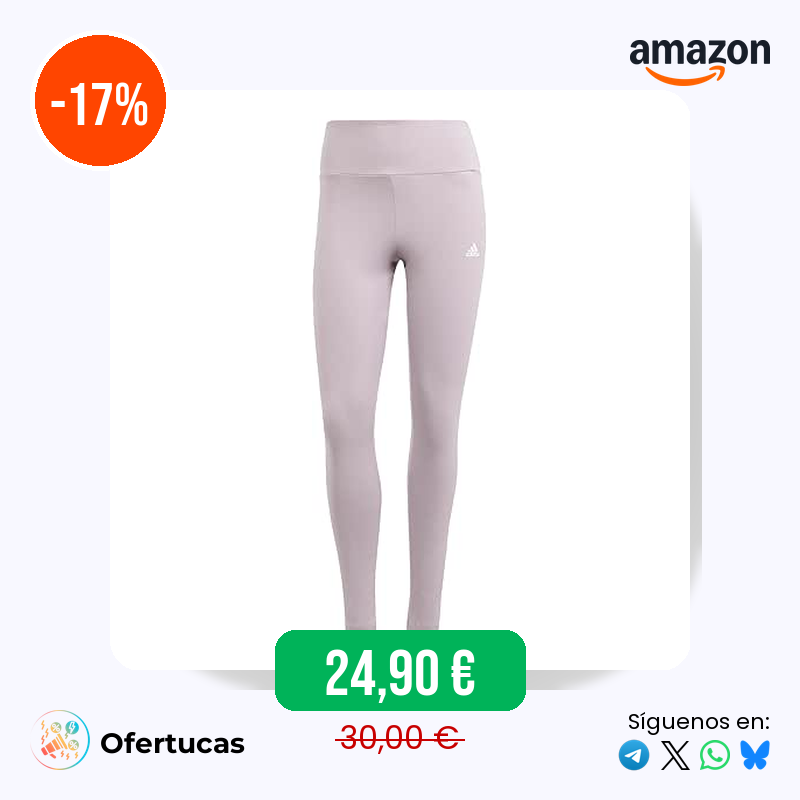 -17%
amazon
24,90 €
30,00 €
Ofertucas
Síguenos en: